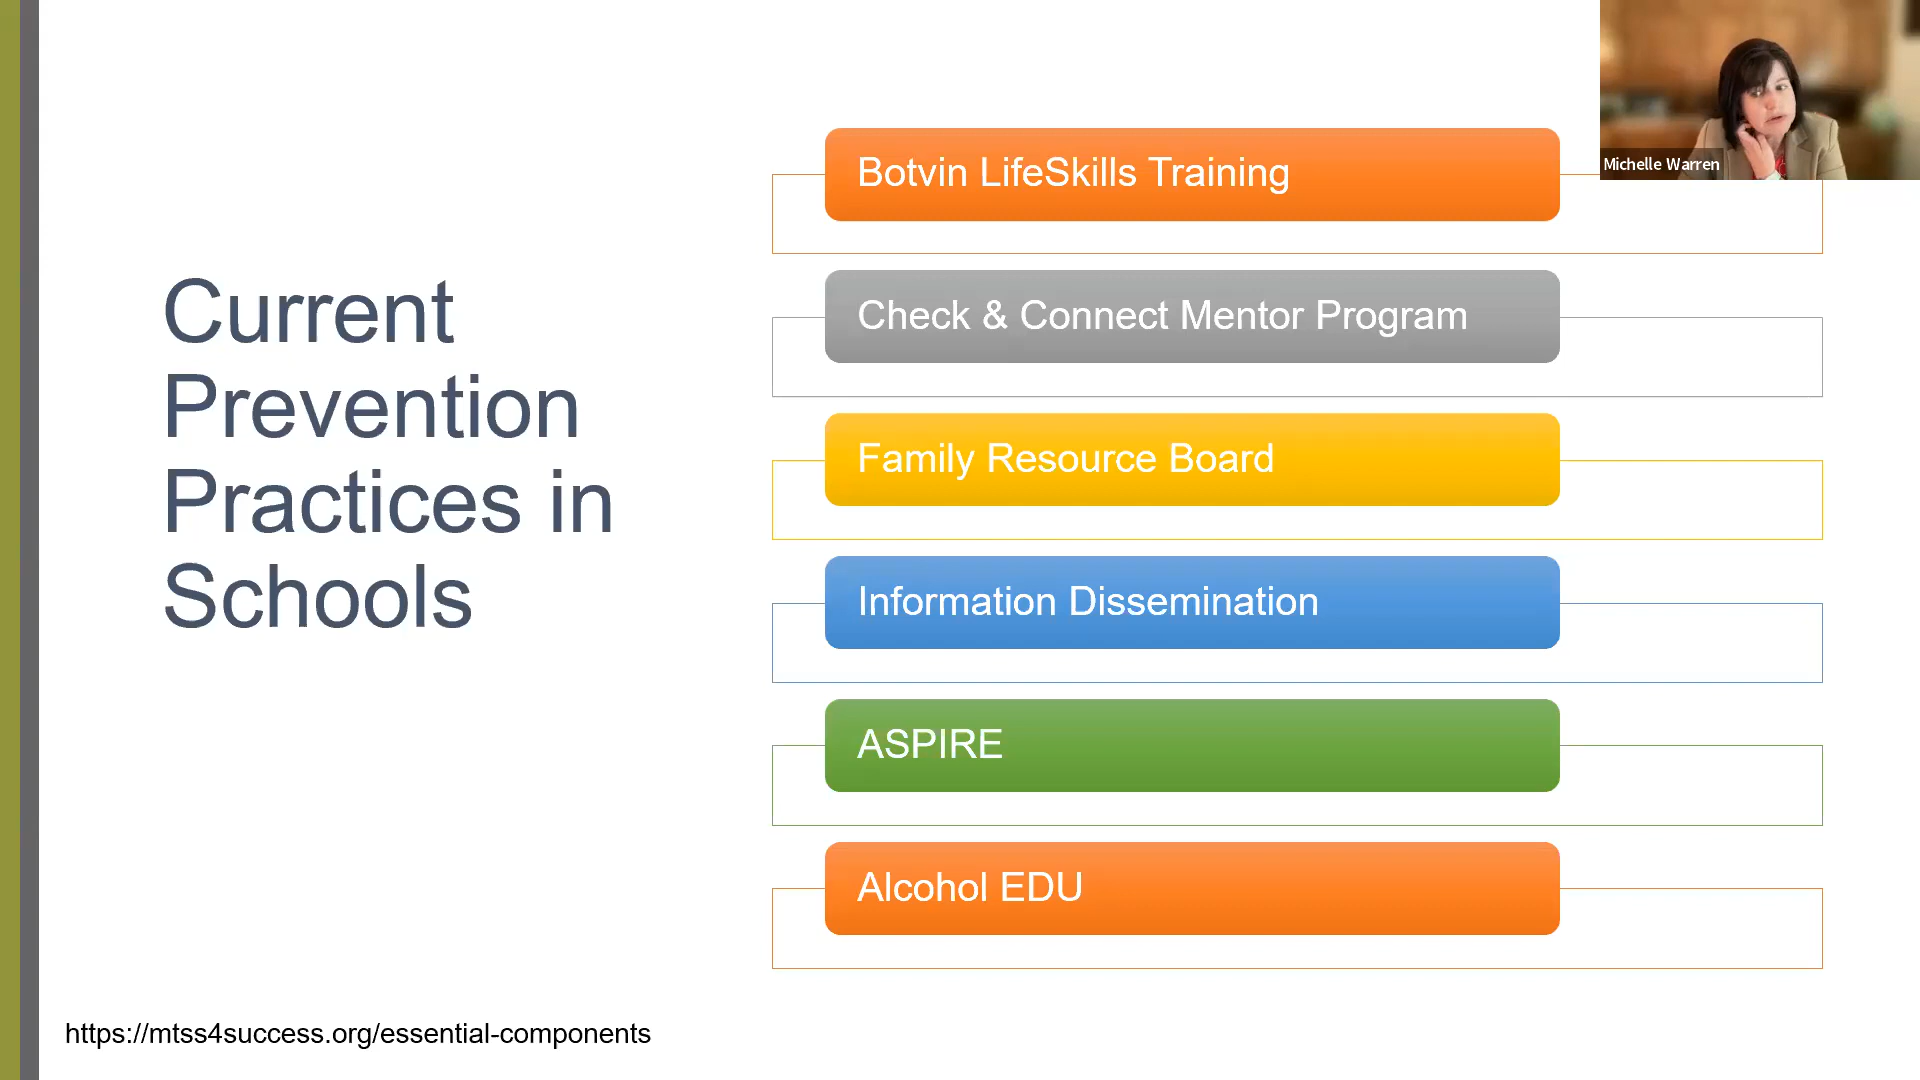 Current
Prevention
Practices in
Schools
Botvin LifeSkills Training
Check & Connect Mentor Program
Family Resource Board
Information Dissemination
ASPIRE
Alcohol EDU
https://mtss4success.org/essential-components
Michelle Warren